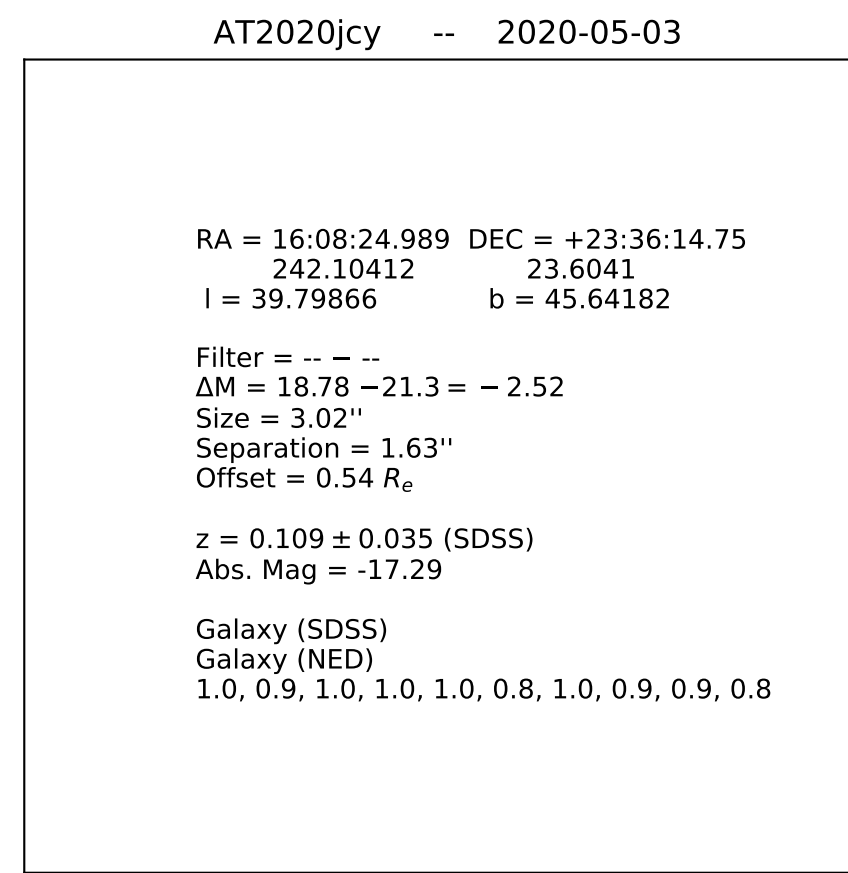 AT2020jcy -- 2020-05-03
RA = 16:08:24.989 DEC = +23:36:14.75
242.10412 23.6041
l = 39.79866 b = 45.64182
Filter = -- − --
ΔM = 18.78 −21.3 = − 2.52
Size = 3.02''
Separation = 1.63''
Offset = 0.54 Rₑ
z = 0.109 ± 0.035 (SDSS)
Abs. Mag = -17.29
Galaxy (SDSS)
Galaxy (NED)
1.0, 0.9, 1.0, 1.0, 1.0, 0.8, 1.0, 0.9, 0.9, 0.8